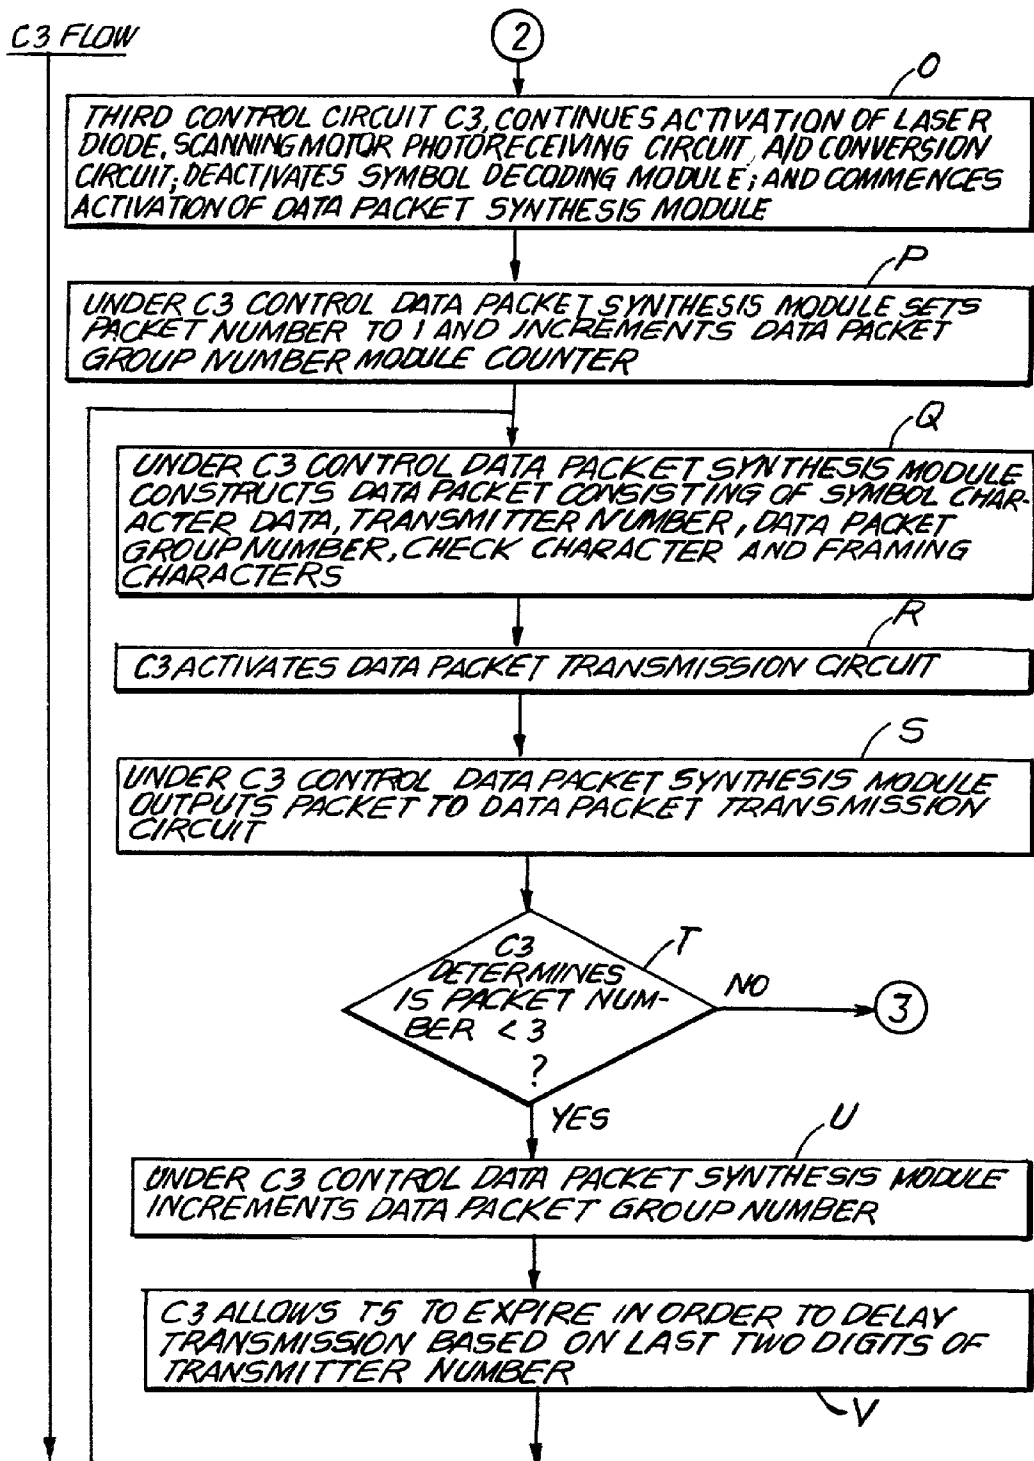 C3 FLOW
2
O
THIRD CONTROL CIRCUIT C3, CONTINUES ACTIVATION OF LASER
DIODE, SCANNING MOTOR PHOTORECEIVING CIRCUIT, A/D CONVERSION
CIRCUIT; DEACTIVATES SYMBOL DECODING MODULE; AND COMMENCES
ACTIVATION OF DATA PACKET SYNTHESIS MODULE
P
UNDER C3 CONTROL DATA PACKET SYNTHESIS MODULE SETS
PACKET NUMBER TO 1 AND INCREMENTS DATA PACKET
GROUP NUMBER MODULE COUNTER
Q
UNDER C3 CONTROL DATA PACKET SYNTHESIS MODULE
CONSTRUCTS DATA PACKET CONSISTING OF SYMBOL CHAR-
ACTER DATA, TRANSMITTER NUMBER, DATA PACKET
GROUP NUMBER, CHECK CHARACTER AND FRAMING
CHARACTERS
R
C3 ACTIVATES DATA PACKET TRANSMISSION CIRCUIT
S
UNDER C3 CONTROL DATA PACKET SYNTHESIS MODULE
OUTPUTS PACKET TO DATA PACKET TRANSMISSION
CIRCUIT
T
C3
DETERMINES
IS PACKET NUM-
BER < 3
?
NO
3
YES
U
UNDER C3 CONTROL DATA PACKET SYNTHESIS MODULE
INCREMENTS DATA PACKET GROUP NUMBER
C3 ALLOWS T5 TO EXPIRE IN ORDER TO DELAY
TRANSMISSION BASED ON LAST TWO DIGITS OF
TRANSMITTER NUMBER
V